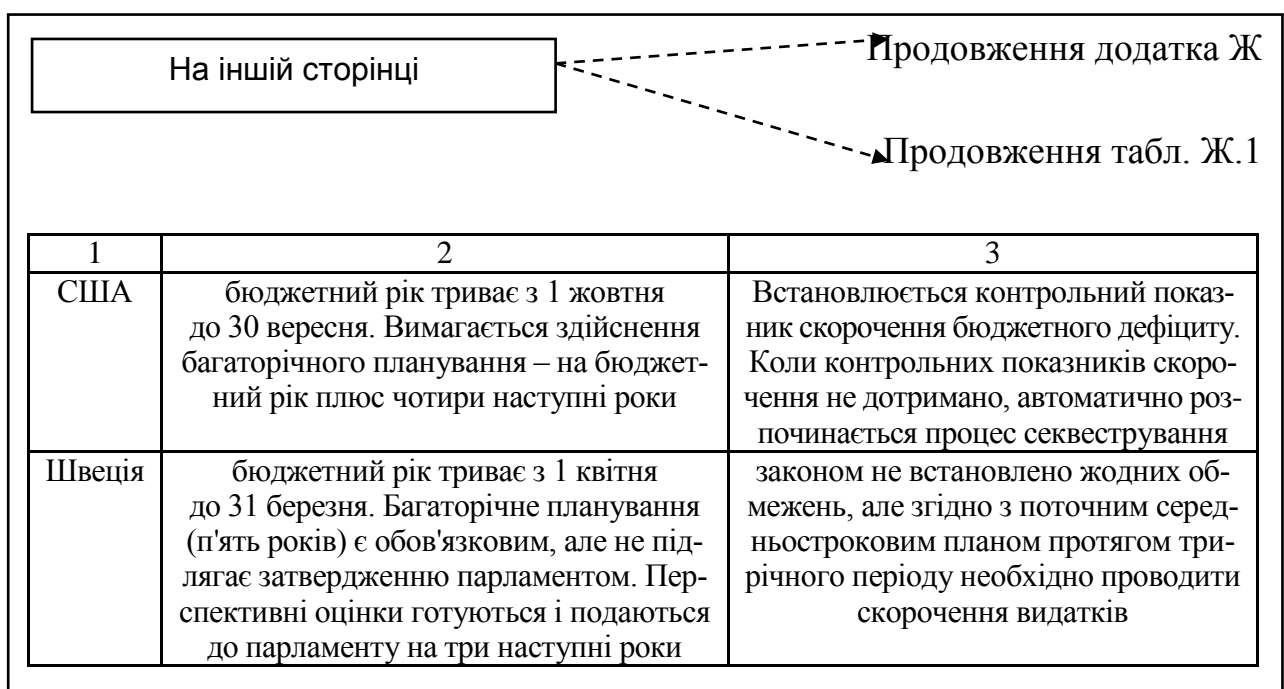 На іншій сторінці
Продовження додатка Ж
Продовження табл. Ж.1
1 2 3
США
бюджетний рік триває з 1 жовтня
до 30 вересня. Вимагається здійснення
багаторічного планування – на бюджет-
ний рік плюс чотири наступні роки
Встановлюється контрольний показ-
ник скорочення бюджетного дефіциту.
Коли контрольних показників скоро-
чення не дотримано, автоматично роз-
починається процес секвестрування
Швеція
бюджетний рік триває з 1 квітня
до 31 березня. Багаторічне планування
(п'ять років) є обов'язковим, але не під-
лягає затвердженню парламентом. Пер-
спективні оцінки готуються і подаються
до парламенту на три наступні роки
законом не встановлено жодних об-
межень, але згідно з поточним серед-
ньостроковим планом протягом три-
річного періоду необхідно проводити
скорочення видатків